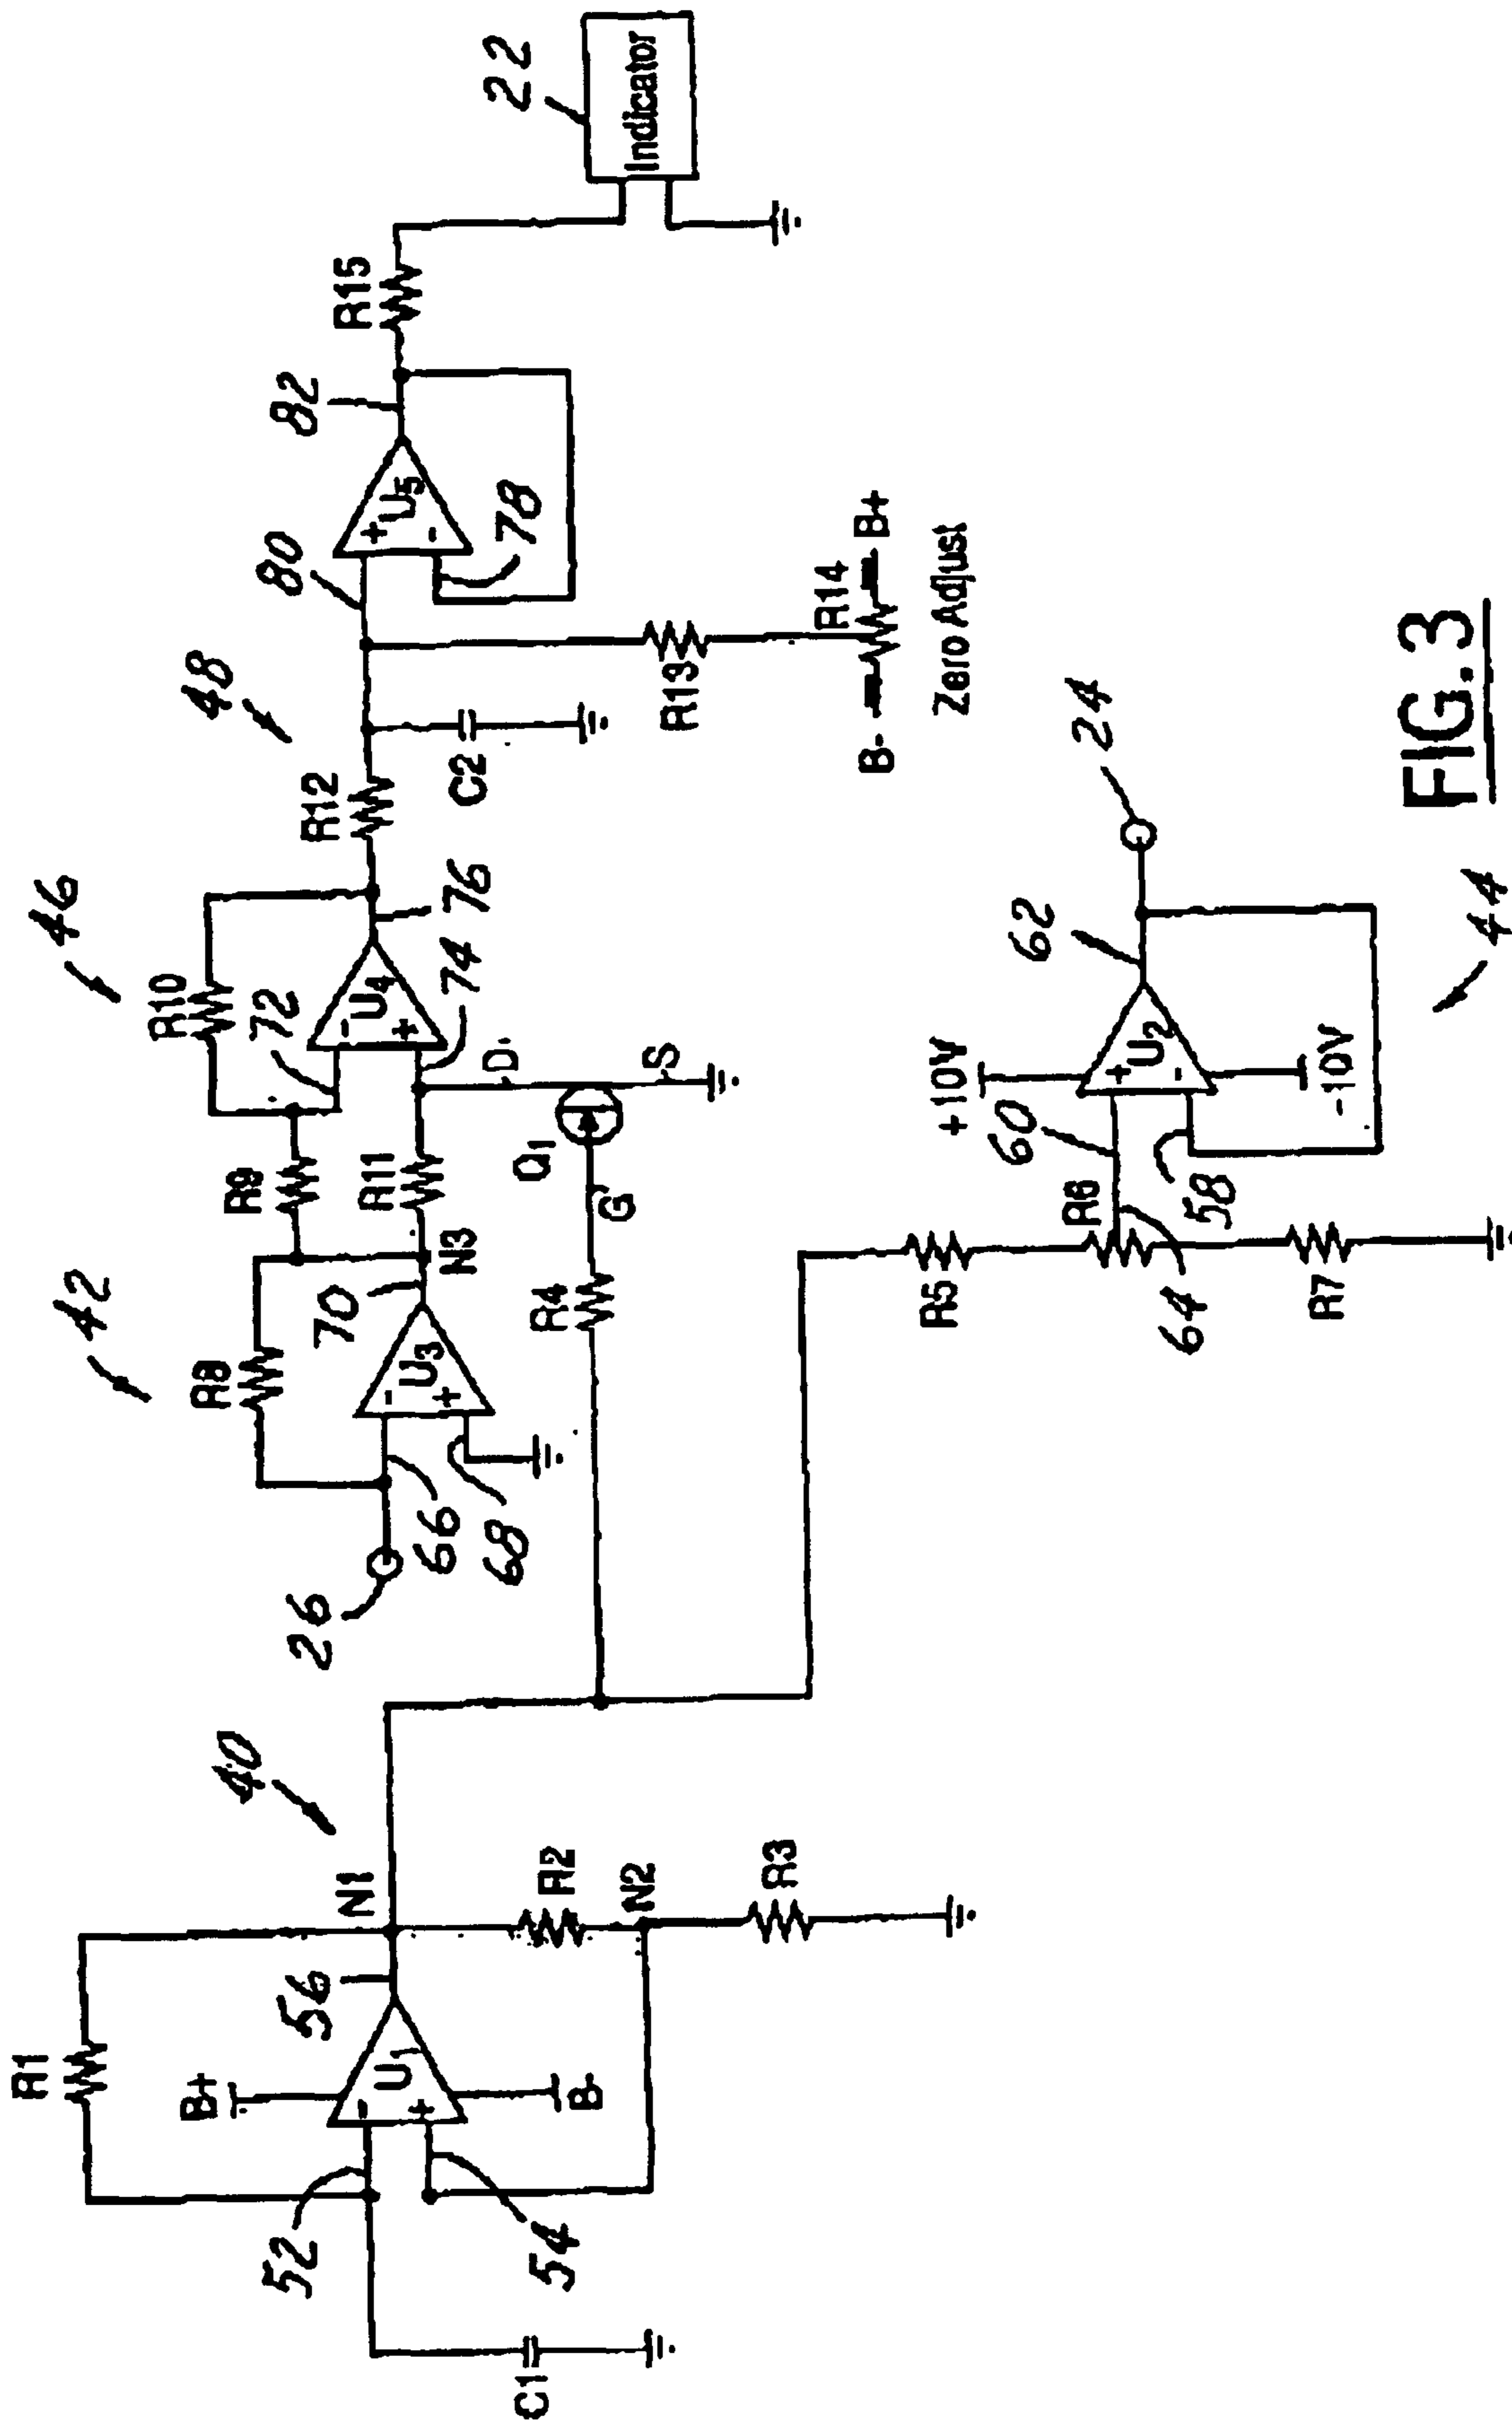 46
48
22
42
R10
72
80
82
R15
Indicator
R8
R9
U4
-
+
R12
U5
+
-
78
40
26
66
68
70
U3
-
+
N3
R11
74
76
C2
R13
R14
B-
B+
Zero Adjust
R1
B+
52
U1
-
+
54
B-
56
N1
R2
N2
R3
C1
R4
G
Q1
D
S
R5
R6
64
R7
60
58
+10V
U2
+
-
-10V
62
24
44
FIG.3